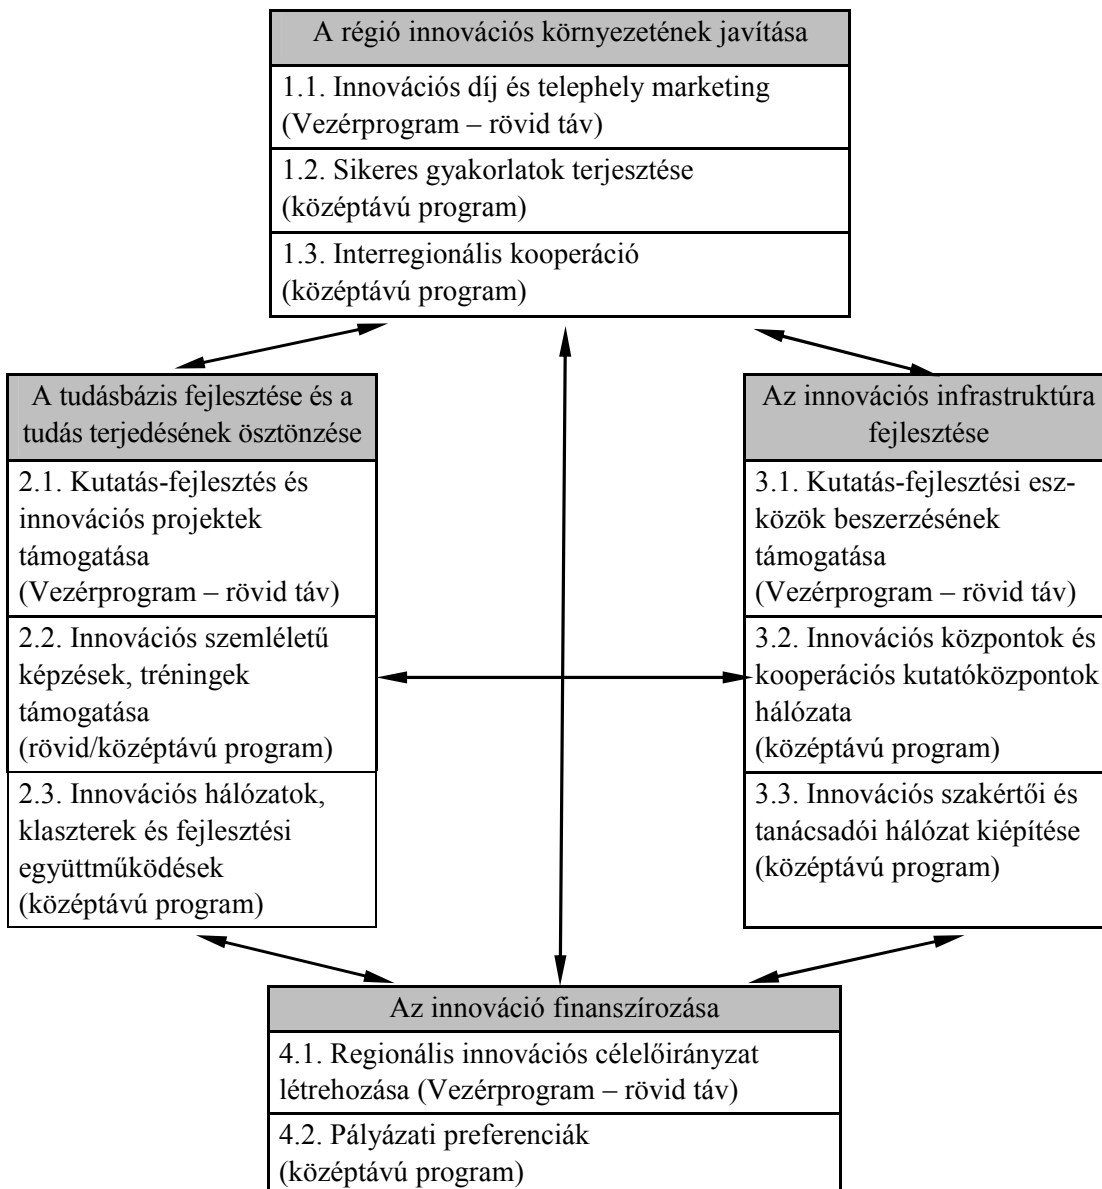 A régió innovációs környezetének javítása
1.1. Innovációs díj és telephely marketing
(Vezérprogram – rövid táv)
1.2. Sikeres gyakorlatok terjesztése
(középtávú program)
1.3. Interregionális kooperáció
(középtávú program)
A tudásbázis fejlesztése és a
tudás terjedésének ösztönzése
2.1. Kutatás-fejlesztés és
innovációs projektek
támogatása
(Vezérprogram – rövid táv)
2.2. Innovációs szemléletű
képzések, tréningek
támogatása
(rövid/középtávú program)
2.3. Innovációs hálózatok,
klaszterek és fejlesztési
együttműködések
(középtávú program)
Az innovációs infrastruktúra
fejlesztése
3.1. Kutatás-fejlesztési esz-
közök beszerzésének
támogatása
(Vezérprogram – rövid táv)
3.2. Innovációs központok és
kooperációs kutatóközpontok
hálózata
(középtávú program)
3.3. Innovációs szakértői és
tanácsadói hálózat kiépítése
(középtávú program)
Az innováció finanszírozása
4.1. Regionális innovációs célelőirányzat
létrehozása (Vezérprogram – rövid táv)
4.2. Pályázati preferenciák
(középtávú program)